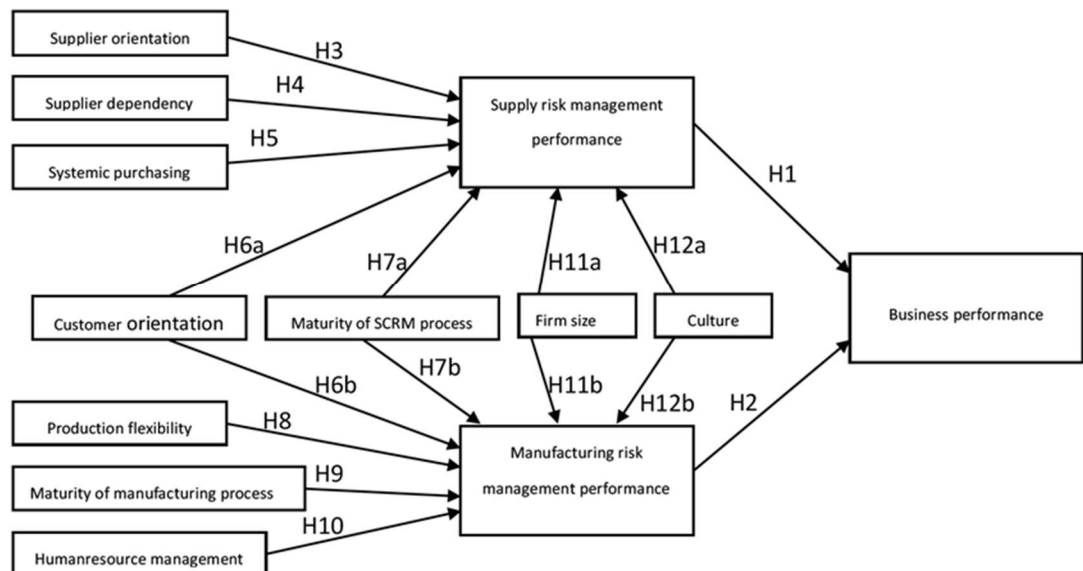 Supplier orientation
H3
Supplier dependency
H4
Systemic purchasing
H5
Supply risk management
performance
H1
H6a
H7a
H11a
H12a
Customer orientation
Maturity of SCRM process
Firm size
Culture
Business performance
H6b
H7b
H11b
H12b
H2
Production flexibility
H8
Maturity of manufacturing process
H9
Humanresource management
H10
Manufacturing risk
management performance